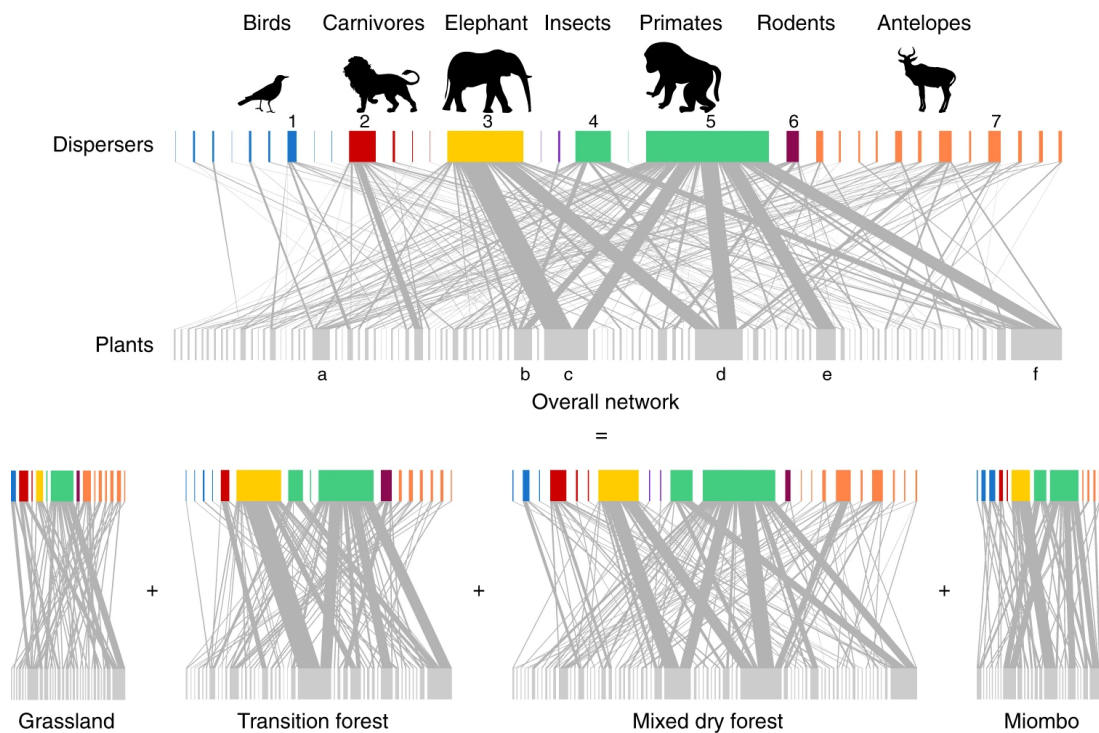 Birds Carnivores Elephant Insects Primates Rodents Antelopes
1 2 3 4 5 6 7
Dispersers
Plants
a b c d e f
Overall network
=
+ + +
Grassland Transition forest Mixed dry forest Miombo